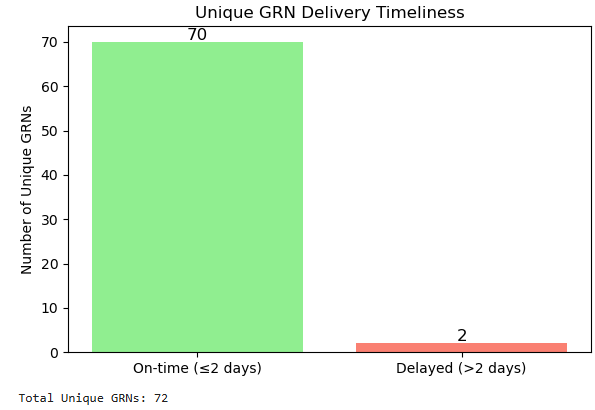 Unique GRN Delivery Timeliness
70
2
Number of Unique GRNs
70
60
50
40
30
20
10
0
On-time (≤2 days)
Delayed (>2 days)
Total Unique GRNs: 72